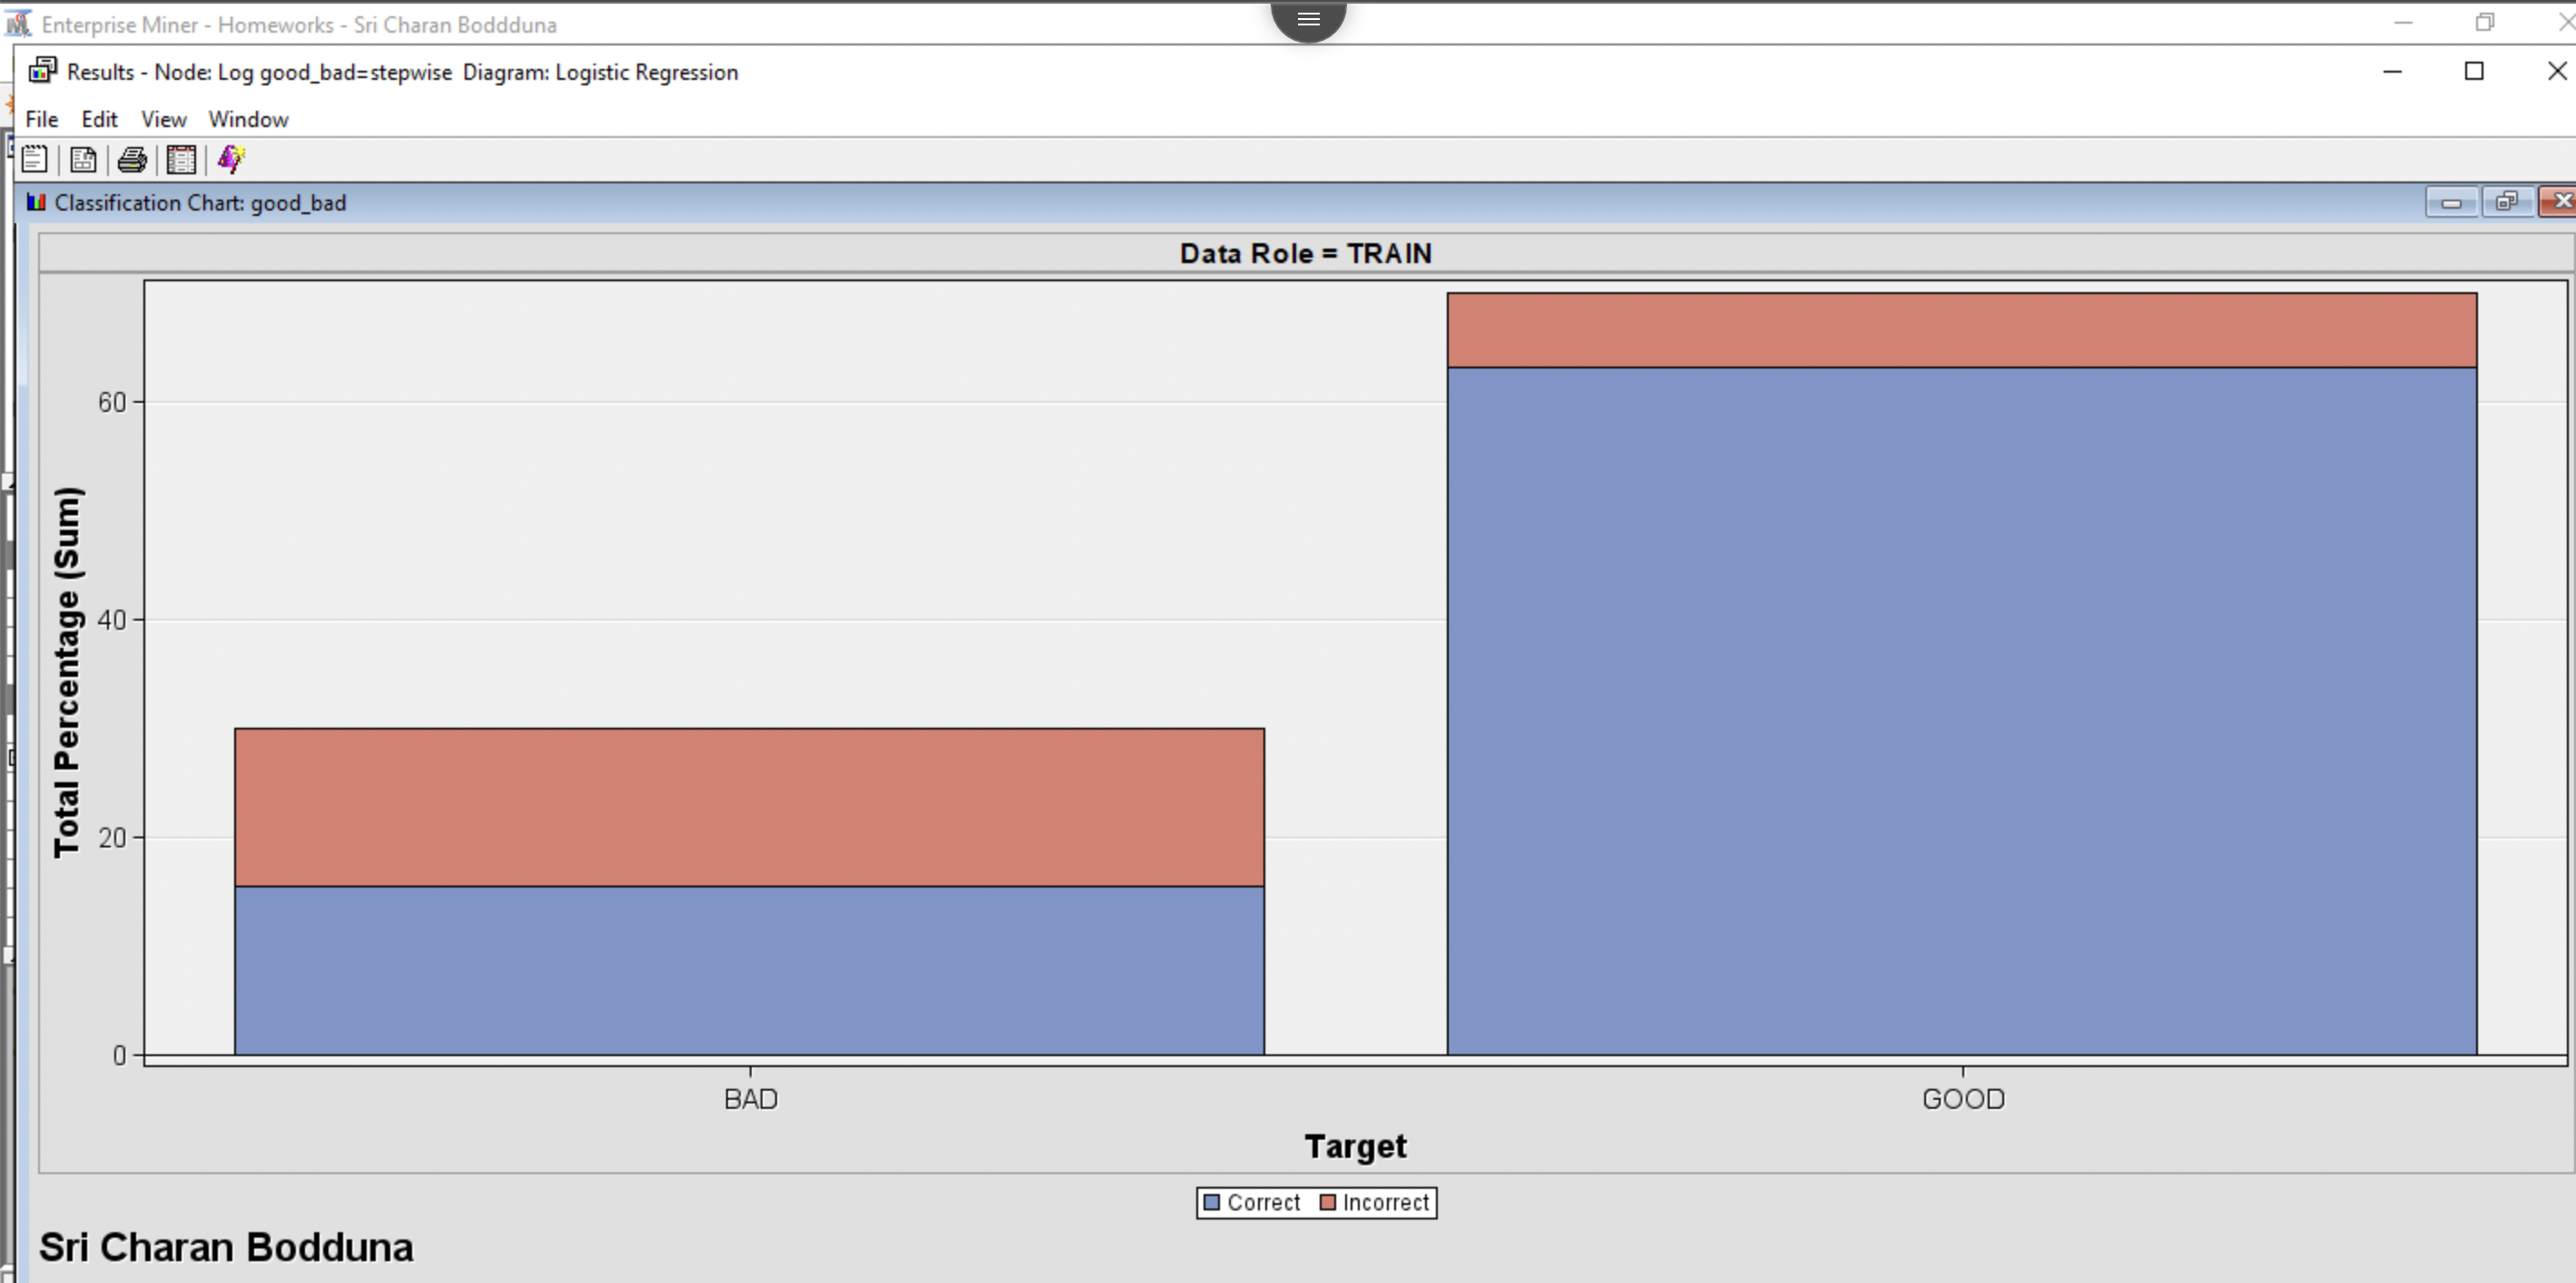 Enterprise Miner - Homeworks - Sri Charan Boddduna
Results - Node: Log good_bad=stepwise Diagram: Logistic Regression
File Edit View Window
Classification Chart: good_bad
Data Role = TRAIN
Total Percentage (Sum)
60
40
20
0
BAD GOOD
Target
Correct Incorrect
Sri Charan Bodduna